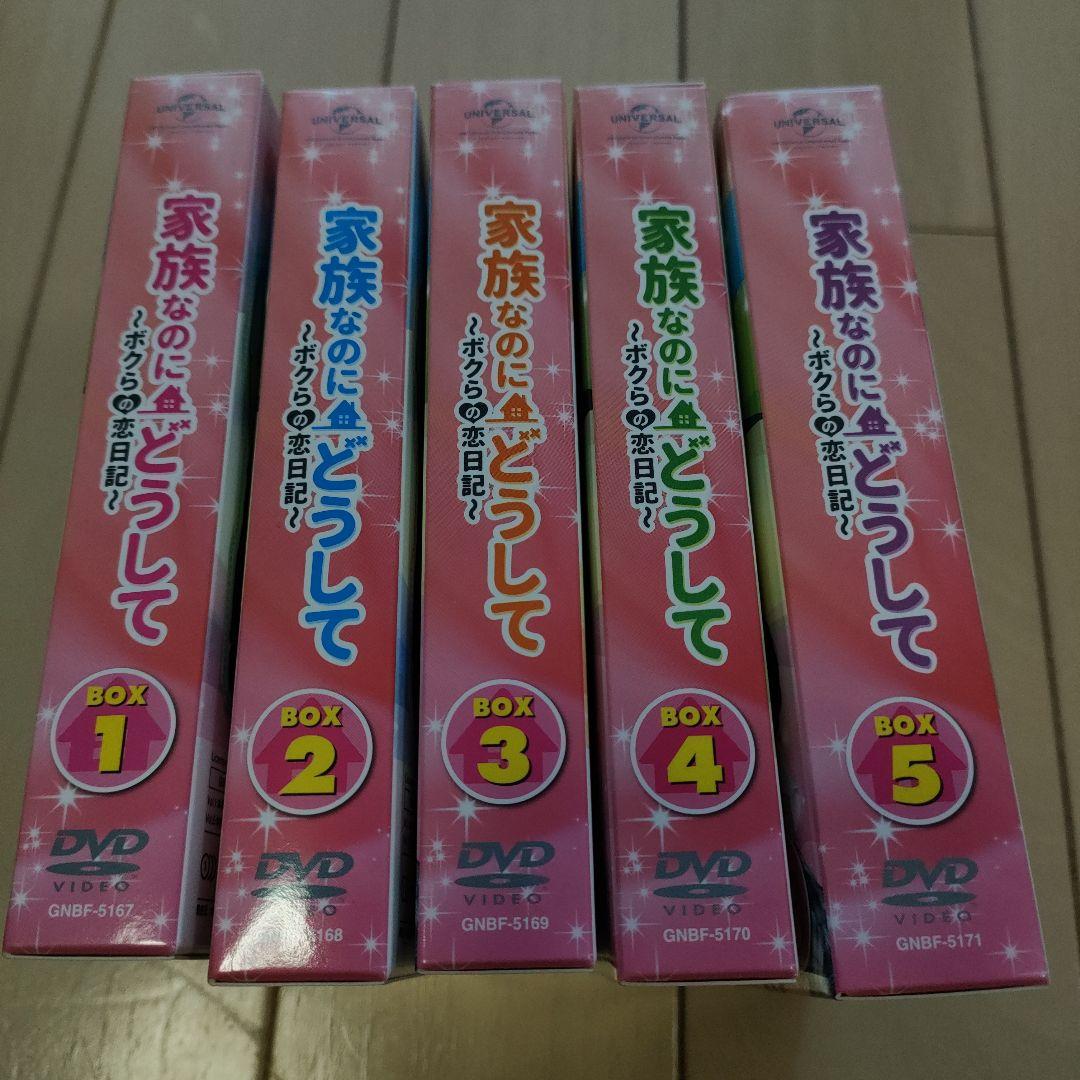 UNIVERSAL
家族なのにどうして
~ボクらの恋日記~
BOX
1
DVD
VIDEO
GNBF-5167
UNIVERSAL
家族なのにどうして
~ボクらの恋日記~
BOX
2
DVD
VIDEO
168
UNIVERSAL
家族なのにどうして
~ボクらの恋日記~
BOX
3
DVD
VIDEO
GNBF-5169
UNIVERSAL
家族なのにどうして
~ボクらの恋日記~
BOX
4
DVD
VIDEO
GNBF-5170
UNIVERSAL
家族なのにどうして
~ボクらの恋日記~
BOX
5
DVD
VIDEO
GNBF-5171